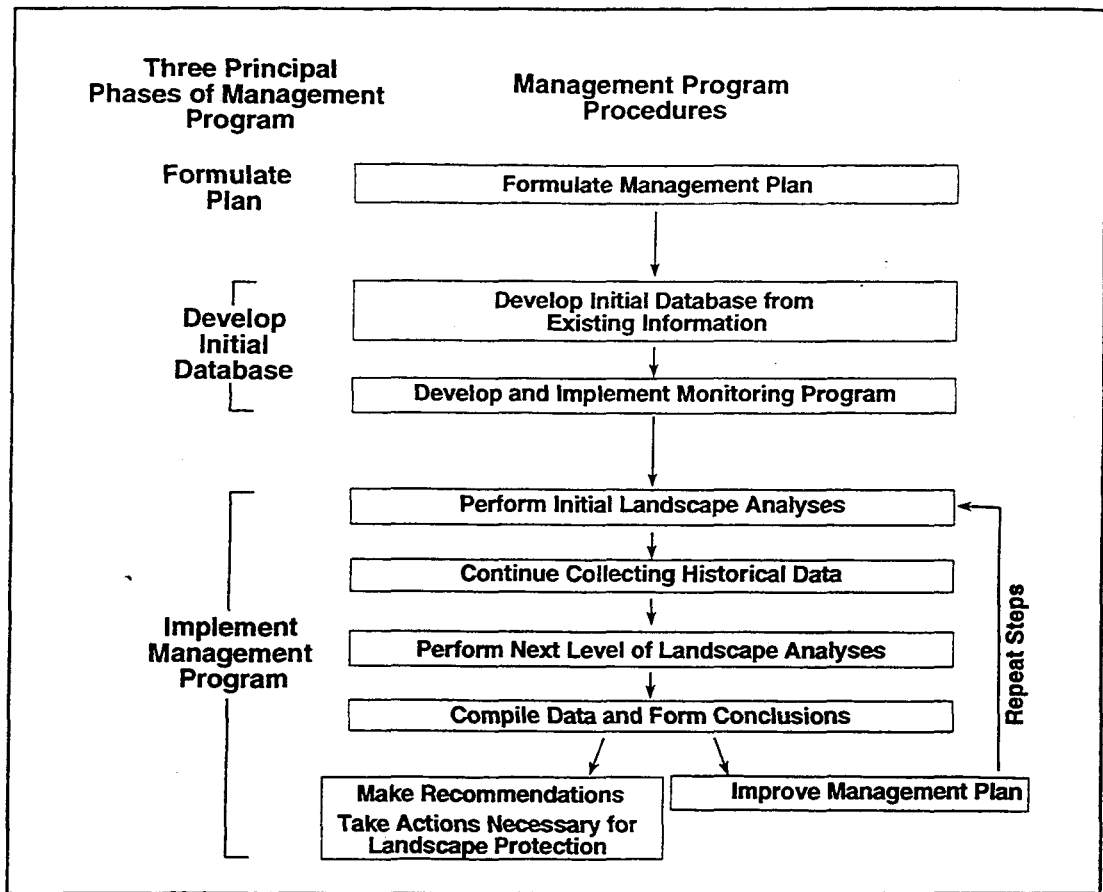 Three Principal
Phases of Management
Program
Management Program
Procedures
Formulate
Plan
Formulate Management Plan
Develop
Initial
Database
Develop Initial Database from
Existing Information
Develop and Implement Monitoring Program
Implement
Management
Program
Perform Initial Landscape Analyses
Continue Collecting Historical Data
Perform Next Level of Landscape Analyses
Compile Data and Form Conclusions
Make Recommendations
Take Actions Necessary for
Landscape Protection
Improve Management Plan
Repeat Steps